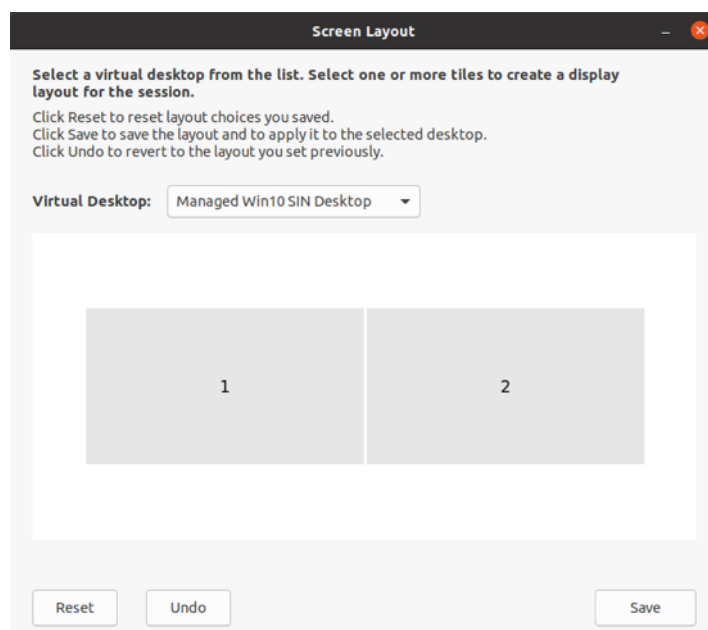 Screen Layout
Select a virtual desktop from the list. Select one or more tiles to create a display
layout for the session.
Click Reset to reset layout choices you saved.
Click Save to save the layout and to apply it to the selected desktop.
Click Undo to revert to the layout you set previously.
Virtual Desktop: Managed Win10 SIN Desktop
1 2
Reset Undo Save